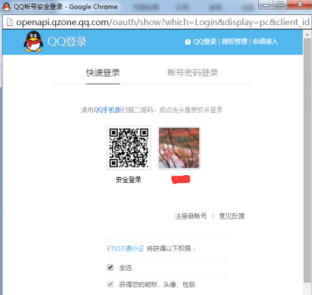 QQ帐号安全登录 - Google Chrome
openapi.qzone.qq.com/oauth/show?which=Login&display=pc&client_id
QQ登录
QQ登录 | 授权管理 | 申请接入
快速登录
帐号密码登录
请用QQ手机版扫描二维码，或点击头像授权并登录
安全登录
注册新帐号 | 意见反馈
ETEST通行证 将获得以下权限：
全选
获得您的昵称、头像、性别